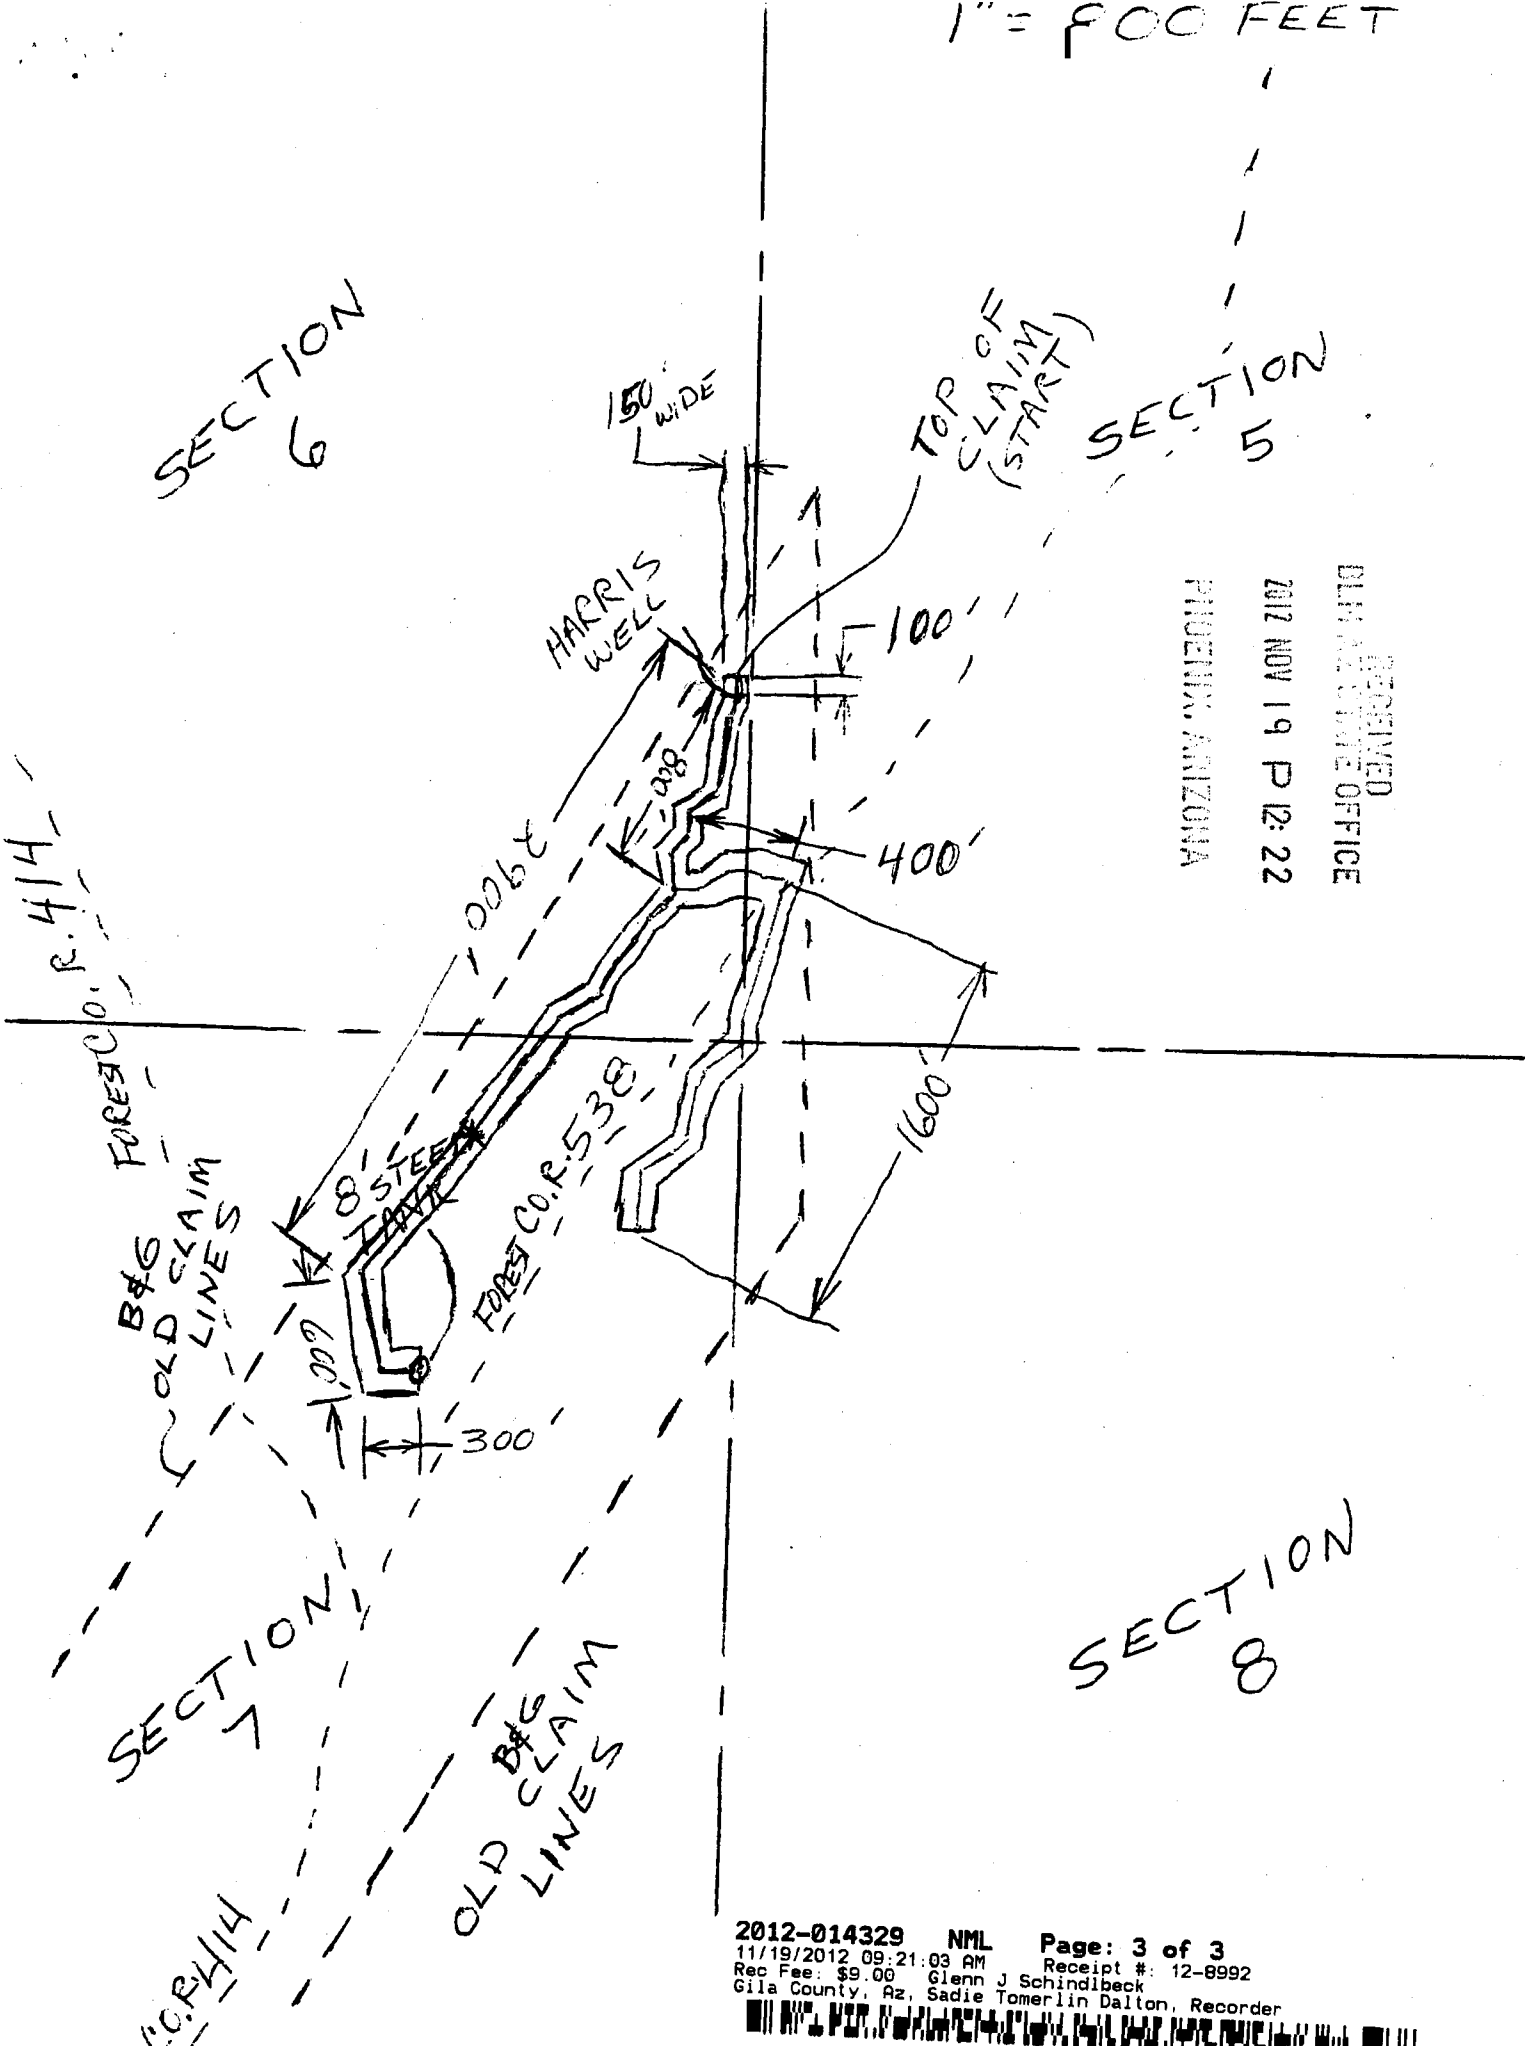 1" = 800 FEET
SECTION
6
150'
WIDE
TOP OF
CLAIM
(START)
SECTION
5
HARRIS
WELL
100'
RECEIVED
OFFICE
2012 NOV 19 P 12: 22
PHOENIX, ARIZONA
800'
400'
2900'
FOREST CO. R. 414
1600'
8' STEEL
TANK
FOREST CO. R. 538
B&G
OLD CLAIM
LINES
600'
300'
SECTION
7
SECTION
8
B&G
OLD CLAIM
LINES
CO. R. 414
2012-014329 NML Page: 3 of 3
11/19/2012 09:21:03 AM Receipt #: 12-8992
Rec Fee: $9.00 Glenn J Schindlbeck
Gila County, Az, Sadie Tomerlin Dalton, Recorder